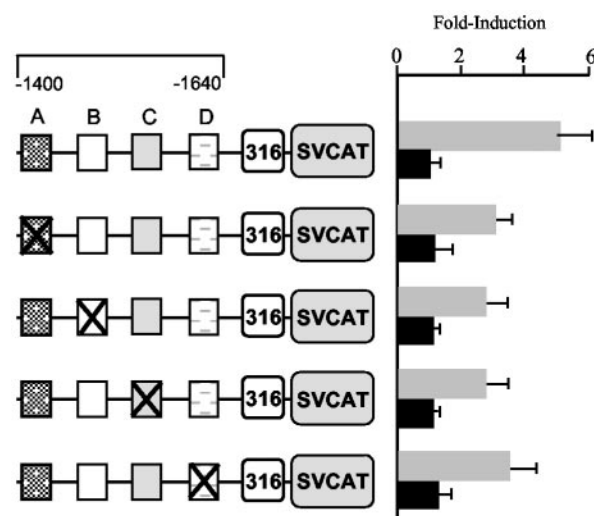 Fold-Induction
0 2 4 6
-1400 -1640
A B C D
316 SVCAT
316 SVCAT
316 SVCAT
316 SVCAT
316 SVCAT